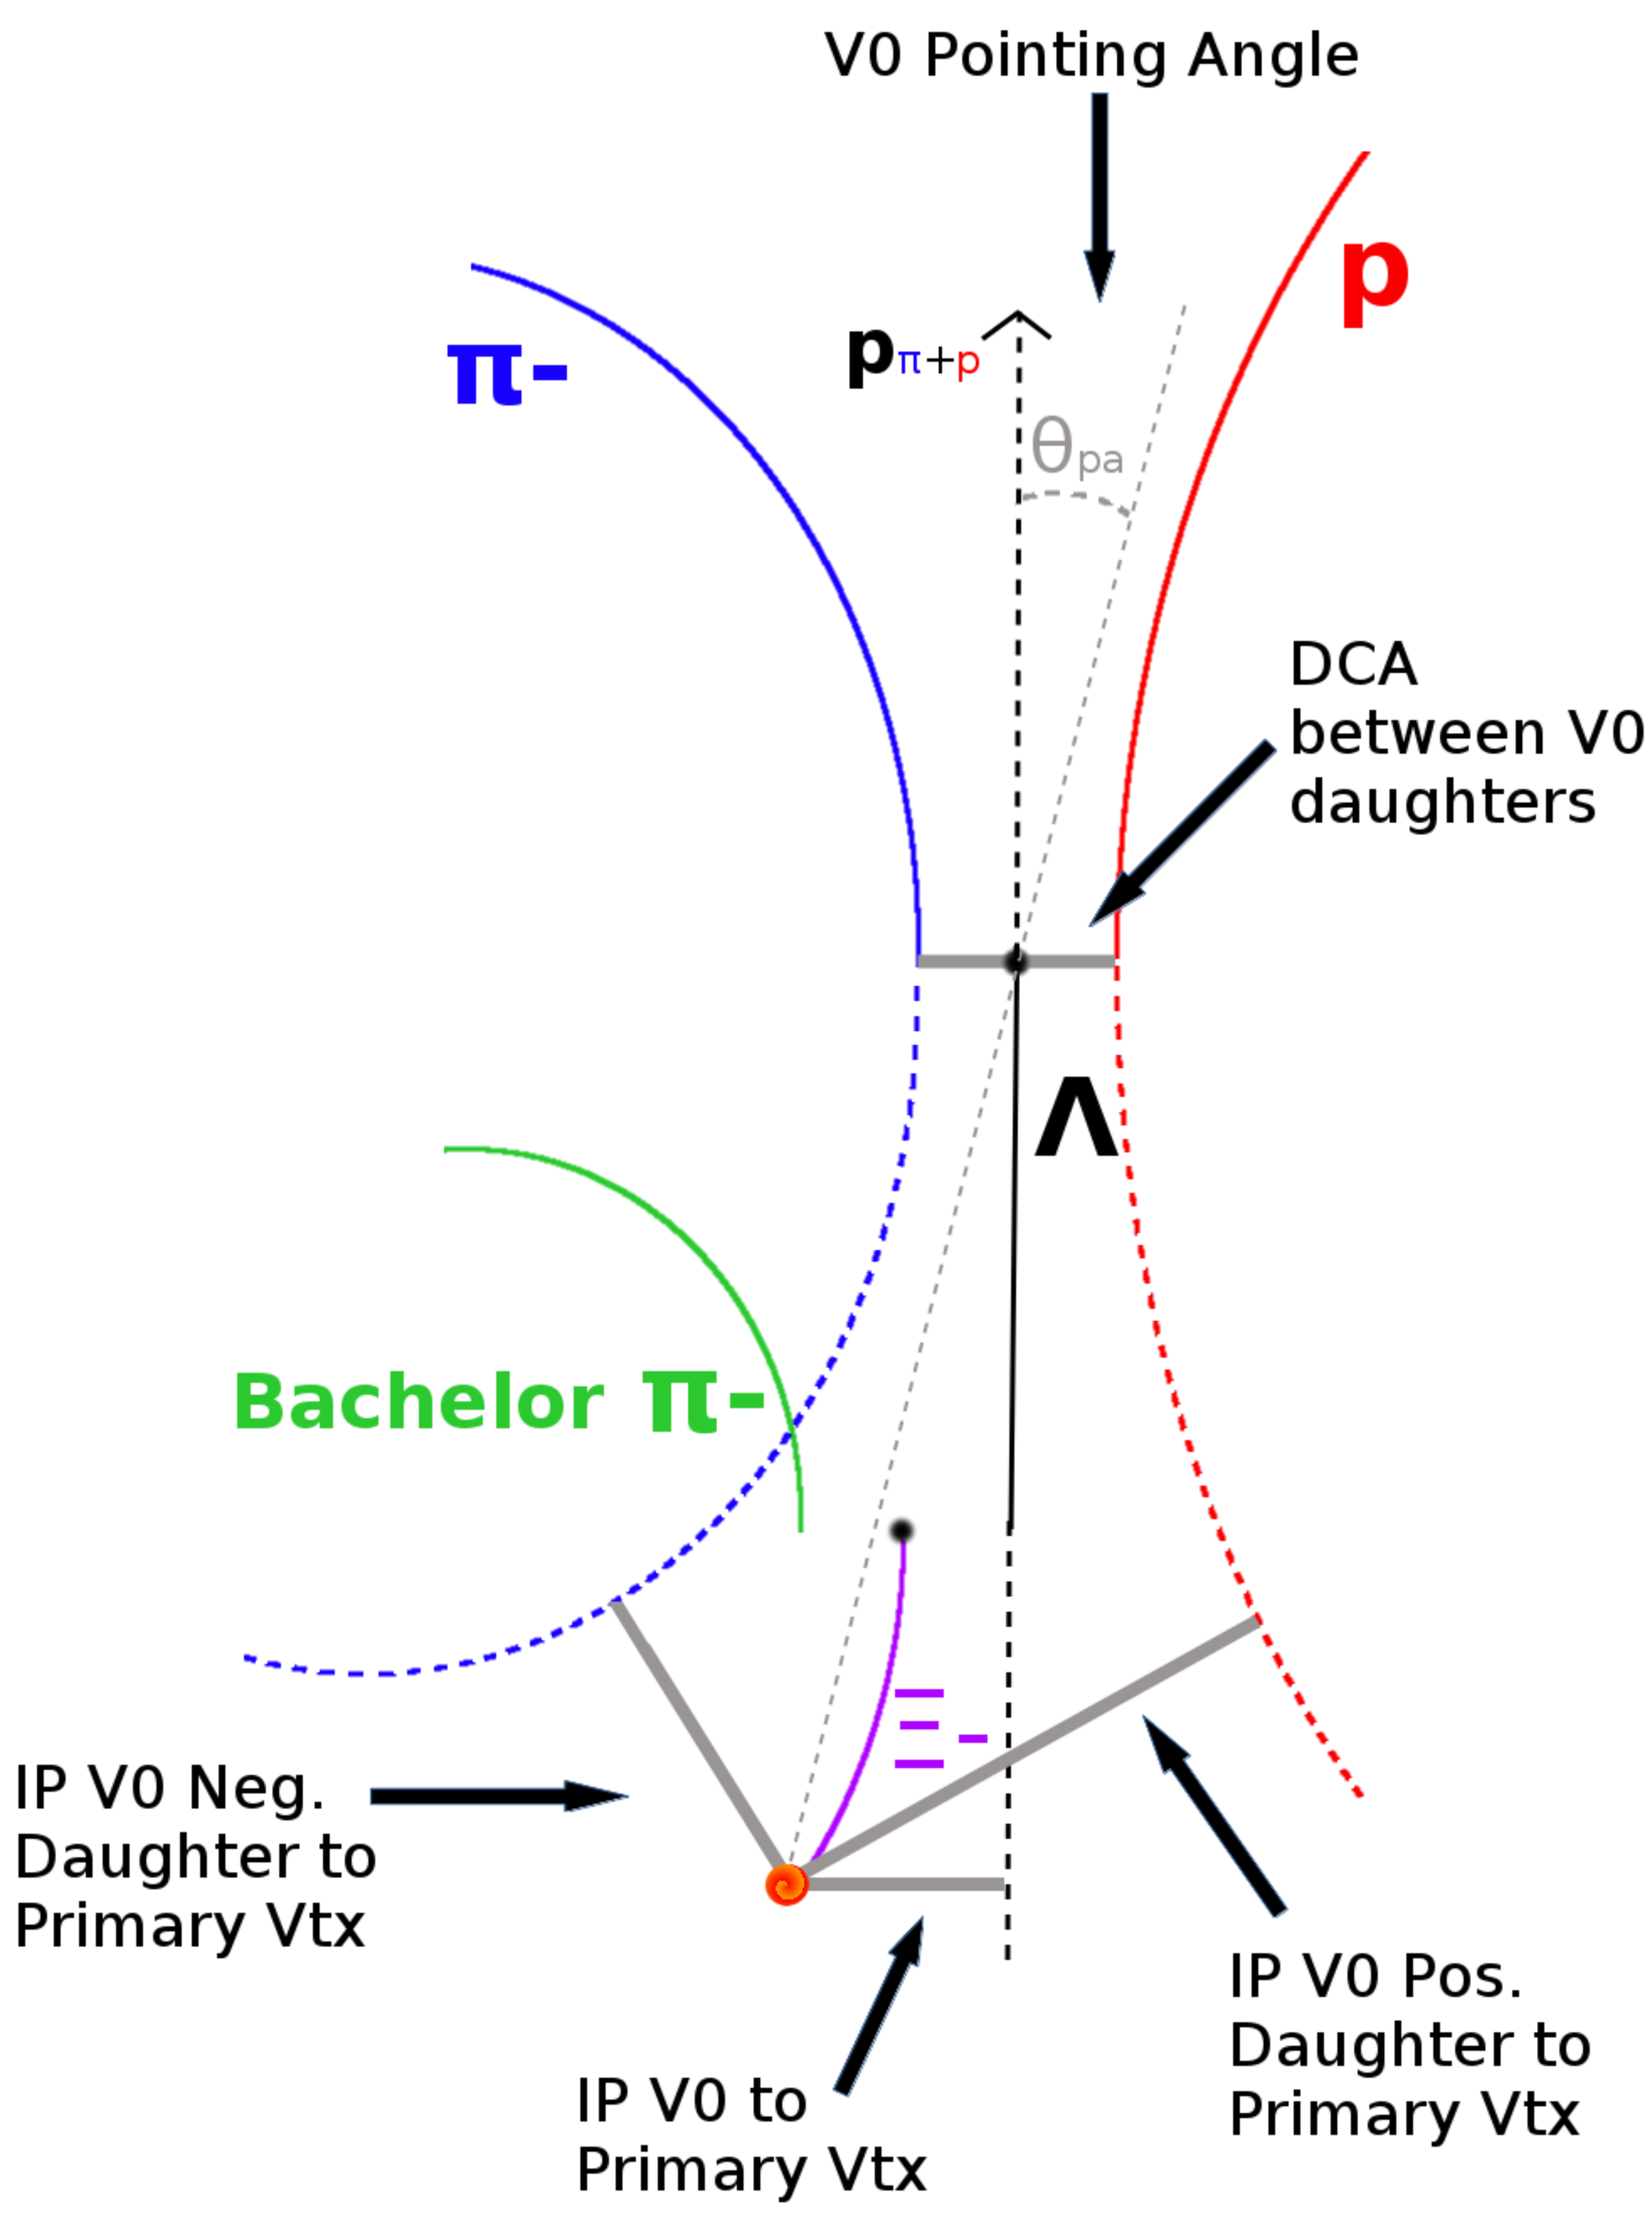 V0 Pointing Angle
p
π-
pπ+p
θpa
DCA
between V0
daughters
Λ
Bachelor π-
Ξ-
IP V0 Neg.
Daughter to
Primary Vtx
IP V0 Pos.
Daughter to
Primary Vtx
IP V0 to
Primary Vtx